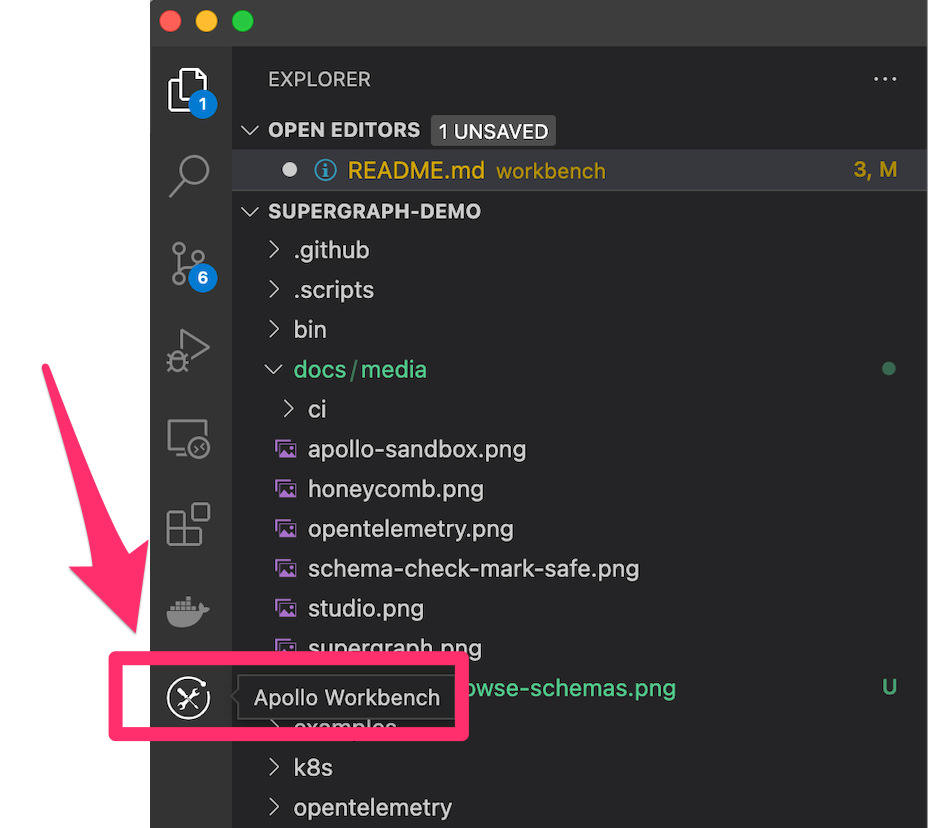 EXPLORER
OPEN EDITORS 1 UNSAVED
README.md workbench 3, M
SUPERGRAPH-DEMO
.github
.scripts
bin
docs/media
ci
apollo-sandbox.png
honeycomb.png
opentelemetry.png
schema-check-mark-safe.png
studio.png
supergraph.png
Apollo Workbench
owse-schemas.png U
examples
k8s
opentelemetry
1
6